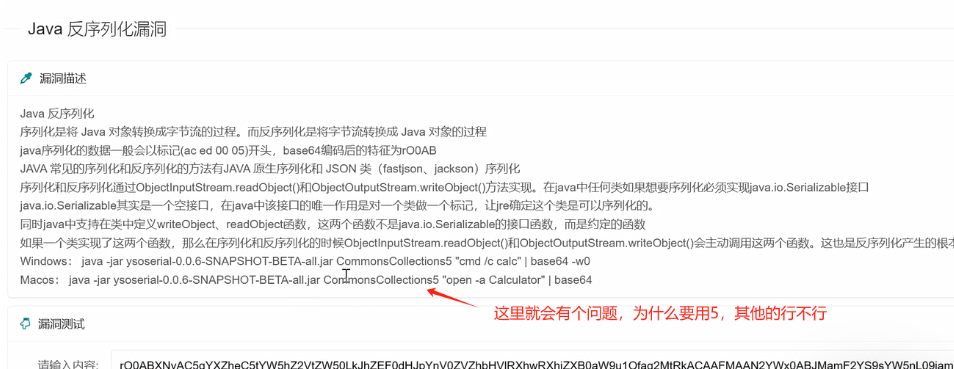 Java 反序列化漏洞
漏洞描述
Java 反序列化
序列化是将 Java 对象转换成字节流的过程。而反序列化是将字节流转换成 Java 对象的过程
java序列化的数据一般会以标记(ac ed 00 05)开头，base64编码后的特征为rO0AB
JAVA 常见的序列化和反序列化的方法有JAVA 原生序列化和 JSON 类（fastjson、jackson）序列化
序列化和反序列化通过ObjectInputStream.readObject()和ObjectOutputStream.writeObject()方法实现。在java中任何类如果想要序列化必须实现java.io.Serializable接口
java.io.Serializable其实是一个空接口，在java中该接口的唯一作用是对一个类做一个标记，让jre确定这个类是可以序列化的。
同时java中支持在类中定义writeObject、readObject函数，这两个函数不是java.io.Serializable的接口函数，而是约定的函数
如果一个类实现了这两个函数，那么在序列化和反序列化的时候ObjectInputStream.readObject()和ObjectOutputStream.writeObject()会主动调用这两个函数。这也是反序列化产生的根本
Windows： java -jar ysoserial-0.0.6-SNAPSHOT-BETA-all.jar CommonsCollections5 "cmd /c calc" | base64 -w0
Macos： java -jar ysoserial-0.0.6-SNAPSHOT-BETA-all.jar CommonsCollections5 "open -a Calculator" | base64
这里就会有个问题，为什么要用5，其他的行不行
漏洞测试
请输入内容: